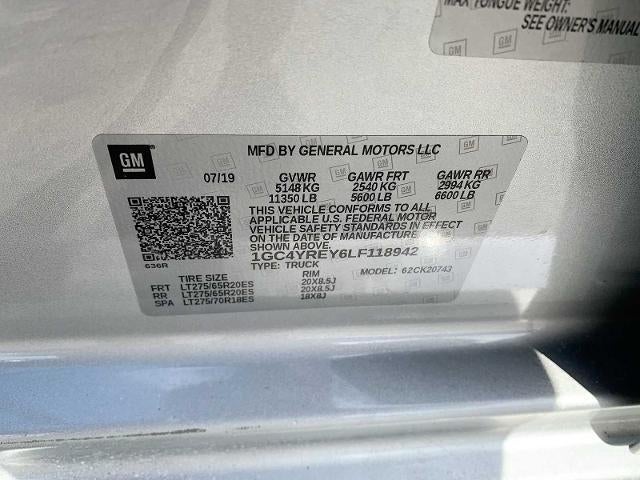 MAX TONGUE WEIGHT:
SEE OWNER'S MANUAL
GM
GM MFD BY GENERAL MOTORS LLC
07/19 GVWR GAWR FRT GAWR RR
5148 KG 2540 KG 2994 KG
11350 LB 5600 LB 6600 LB
THIS VEHICLE CONFORMS TO ALL
APPLICABLE U.S. FEDERAL MOTOR
VEHICLE SAFETY STANDARDS IN EFFECT
ON THE DATE OF MANUFACTURE
SHOWN ABOVE.
1GC4YREY6LF118942
TYPE: TRUCK MODEL: 62CK20743
636R
TIRE SIZE RIM
FRT LT275/65R20ES 20X8.5J
RR LT275/65R20ES 20X8.5J
SPA LT275/70R18ES 18X8J